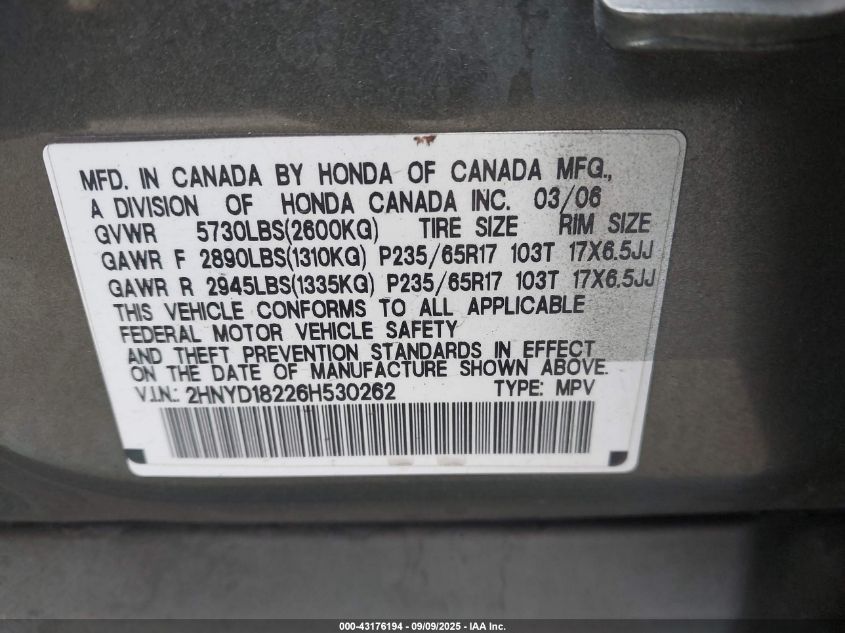 MFD. IN CANADA BY HONDA OF CANADA MFG.,
A DIVISION OF HONDA CANADA INC. 03/06
GVWR 5730LBS(2600KG) TIRE SIZE RIM SIZE
GAWR F 2890LBS(1310KG) P235/65R17 103T 17X6.5JJ
GAWR R 2945LBS(1335KG) P235/65R17 103T 17X6.5JJ
THIS VEHICLE CONFORMS TO ALL APPLICABLE
FEDERAL MOTOR VEHICLE SAFETY
AND THEFT PREVENTION STANDARDS IN EFFECT
ON THE DATE OF MANUFACTURE SHOWN ABOVE.
V.I.N.: 2HNYD18226H530262 TYPE: MPV
000-43176194 - 09/09/2025 - IAA Inc.